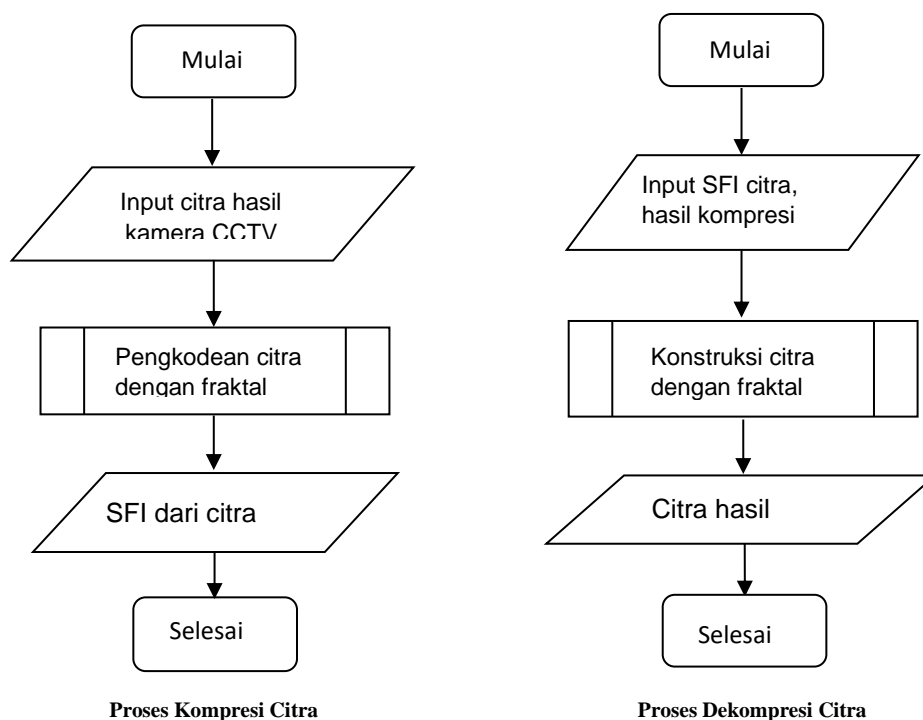 Mulai
Input citra hasil
kamera CCTV
Pengkodean citra
dengan fraktal
SFI dari citra
Selesai
Proses Kompresi Citra
Mulai
Input SFI citra,
hasil kompresi
Konstruksi citra
dengan fraktal
Citra hasil
Selesai
Proses Dekompresi Citra